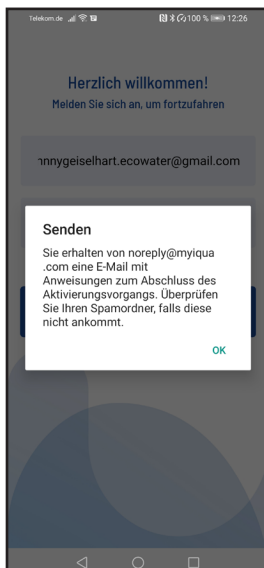 Telekom.de 100 % 12:26
Herzlich willkommen!
Melden Sie sich an, um fortzufahren
nnygeiselhart.ecowater@gmail.com
Senden
Sie erhalten von noreply@myiqua
.com eine E-Mail mit
Anweisungen zum Abschluss des
Aktivierungsvorgangs. Überprüfen
Sie Ihren Spamordner, falls diese
nicht ankommt.
OK